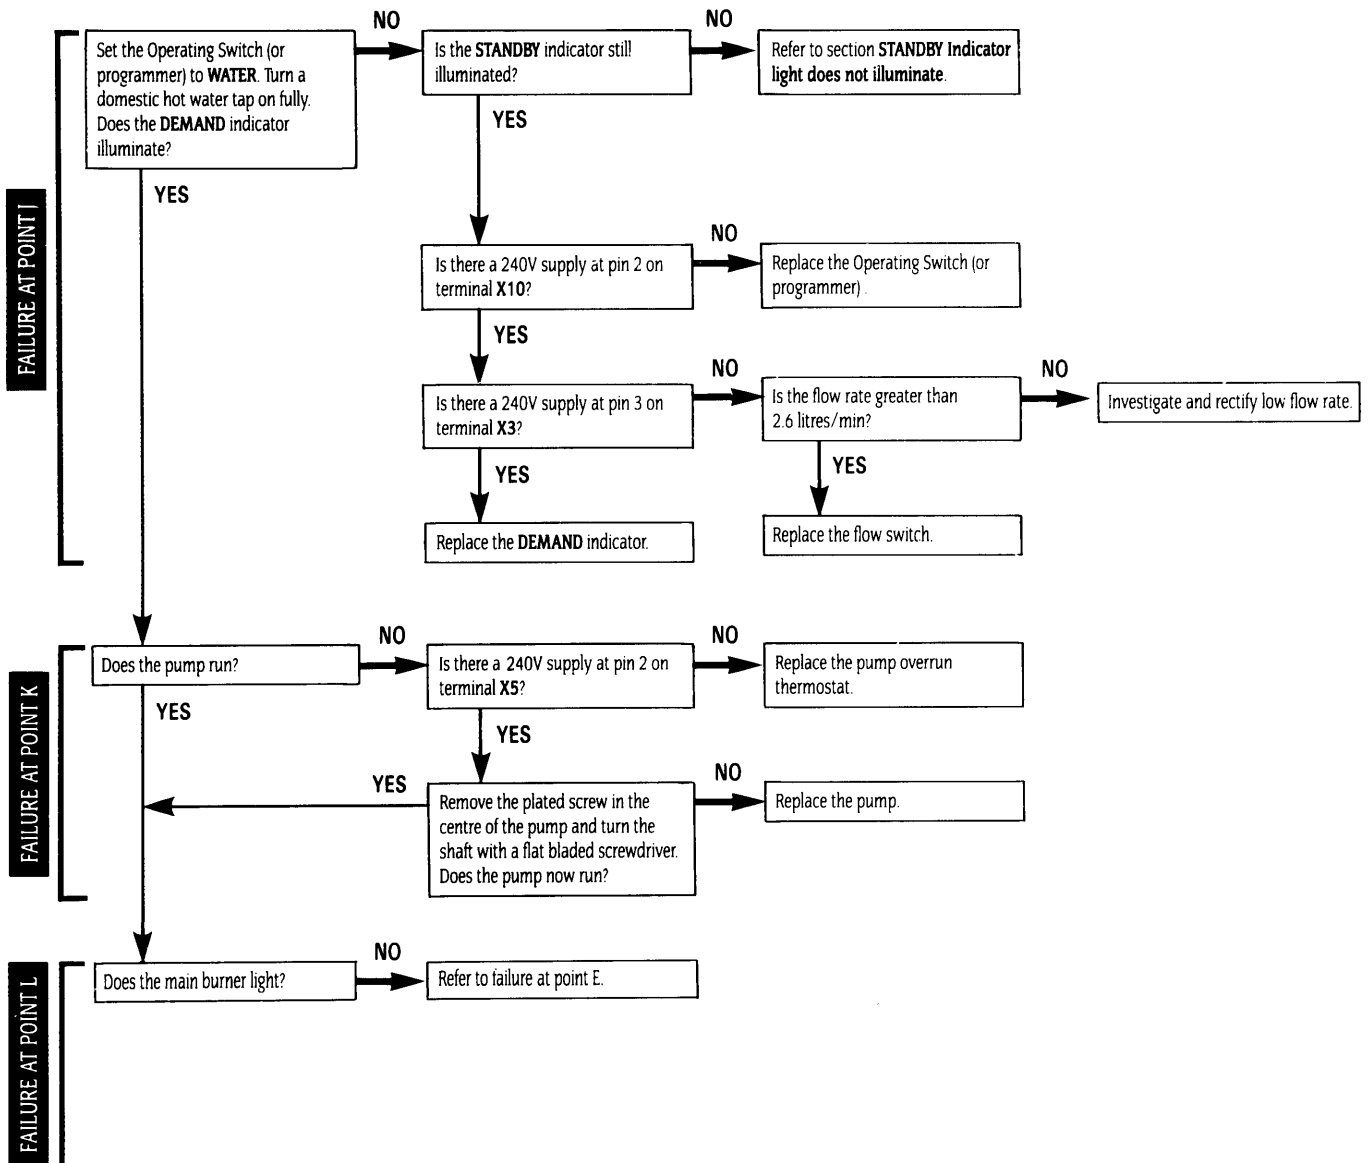 FAILURE AT POINT J
Set the Operating Switch (or
programmer) to WATER. Turn a
domestic hot water tap on fully.
Does the DEMAND indicator
illuminate?
NO
Is the STANDBY indicator still
illuminated?
NO
Refer to section STANDBY Indicator
light does not illuminate.
YES
YES
Is there a 240V supply at pin 2 on
terminal X10?
NO
Replace the Operating Switch (or
programmer) .
YES
Is there a 240V supply at pin 3 on
terminal X3?
NO
Is the flow rate greater than
2.6 litres/min?
NO
Investigate and rectify low flow rate.
YES
YES
Replace the DEMAND indicator.
Replace the flow switch.
FAILURE AT POINT K
Does the pump run?
NO
Is there a 240V supply at pin 2 on
terminal X5?
NO
Replace the pump overrun
thermostat.
YES
YES
YES
Remove the plated screw in the
centre of the pump and turn the
shaft with a flat bladed screwdriver.
Does the pump now run?
NO
Replace the pump.
FAILURE AT POINT L
Does the main burner light?
NO
Refer to failure at point E.